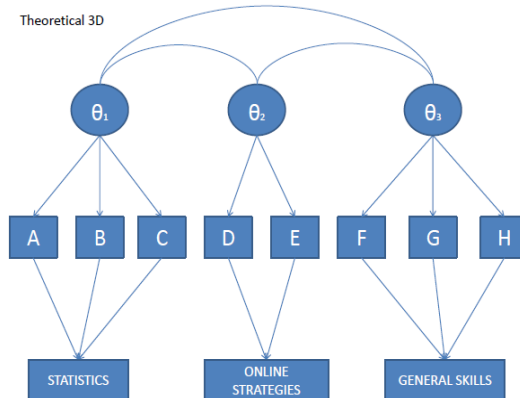 Theoretical 3D
θ₁ θ₂ θ₃
A B C D E F G H
STATISTICS
ONLINE
STRATEGIES
GENERAL SKILLS